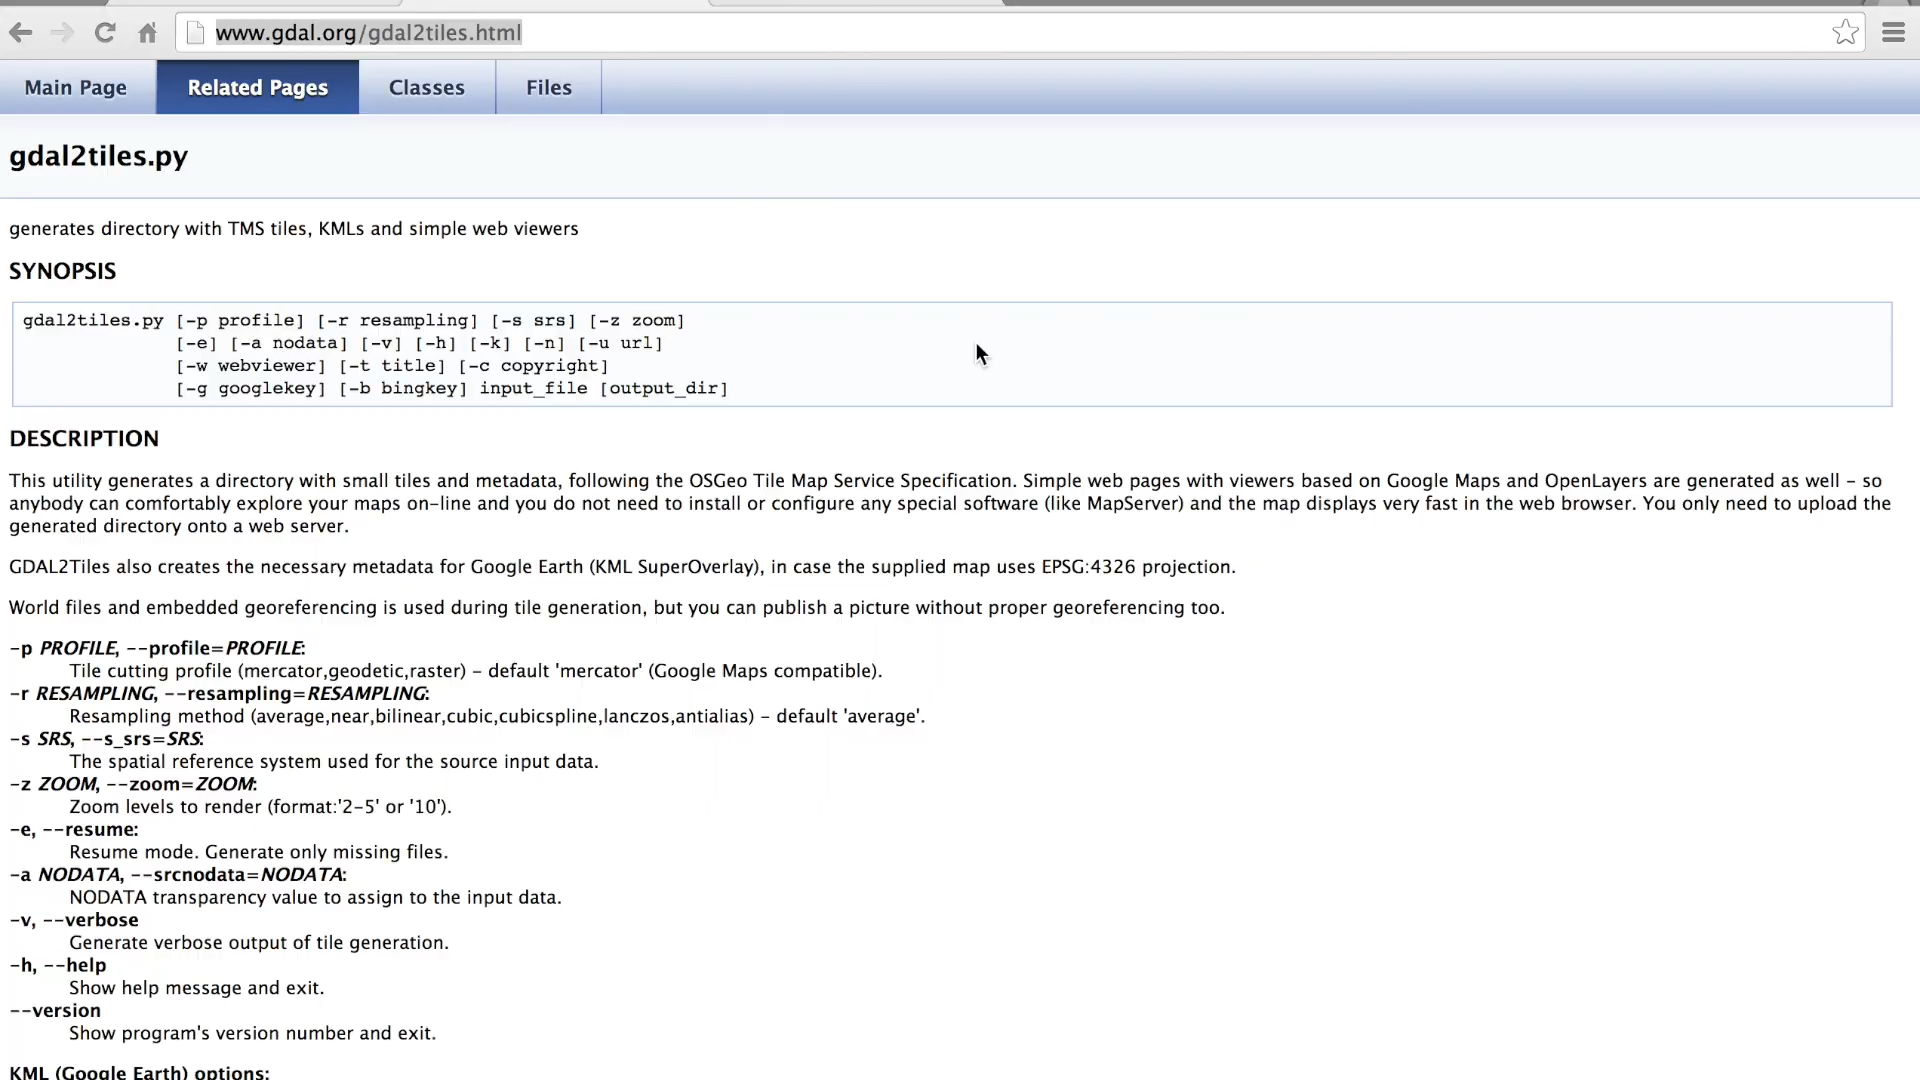 www.gdal.org/gdal2tiles.html
Main Page Related Pages Classes Files
gdal2tiles.py
generates directory with TMS tiles, KMLs and simple web viewers
SYNOPSIS
gdal2tiles.py [-p profile] [-r resampling] [-s srs] [-z zoom]
[-e] [-a nodata] [-v] [-h] [-k] [-n] [-u url]
[-w webviewer] [-t title] [-c copyright]
[-g googlekey] [-b bingkey] input_file [output_dir]
DESCRIPTION
This utility generates a directory with small tiles and metadata, following the OSGeo Tile Map Service Specification. Simple web pages with viewers based on Google Maps and OpenLayers are generated as well - so
anybody can comfortably explore your maps on-line and you do not need to install or configure any special software (like MapServer) and the map displays very fast in the web browser. You only need to upload the
generated directory onto a web server.
GDAL2Tiles also creates the necessary metadata for Google Earth (KML SuperOverlay), in case the supplied map uses EPSG:4326 projection.
World files and embedded georeferencing is used during tile generation, but you can publish a picture without proper georeferencing too.
-p PROFILE, --profile=PROFILE:
Tile cutting profile (mercator,geodetic,raster) - default 'mercator' (Google Maps compatible).
-r RESAMPLING, --resampling=RESAMPLING:
Resampling method (average,near,bilinear,cubic,cubicspline,lanczos,antialias) - default 'average'.
-s SRS, --s_srs=SRS:
The spatial reference system used for the source input data.
-z ZOOM, --zoom=ZOOM:
Zoom levels to render (format:'2-5' or '10').
-e, --resume:
Resume mode. Generate only missing files.
-a NODATA, --srcnodata=NODATA:
NODATA transparency value to assign to the input data.
-v, --verbose
Generate verbose output of tile generation.
-h, --help
Show help message and exit.
--version
Show program's version number and exit.
KML (Google Earth) options: